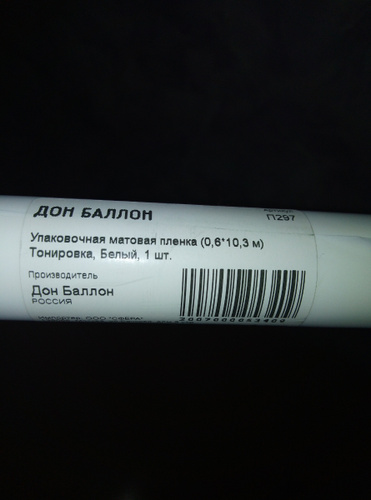 ДОН БАЛЛОН
П297
Упаковочная матовая пленка (0,6*10,3 м)
Тонировка, Белый, 1 шт.
Производитель
Дон Баллон
РОССИЯ